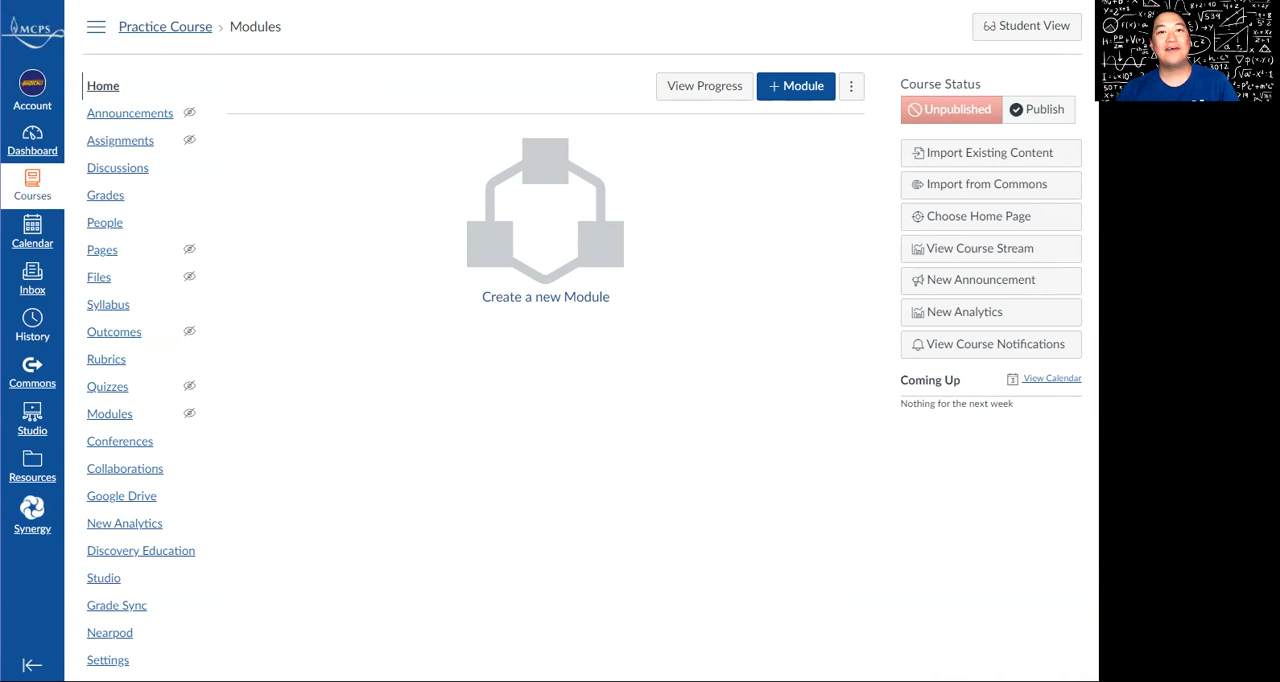 MCPS
Account
Dashboard
Courses
Calendar
Inbox
History
Commons
Studio
Resources
Synergy
Practice Course › Modules
Student View
Home
Announcements
Assignments
Discussions
Grades
People
Pages
Files
Syllabus
Outcomes
Rubrics
Quizzes
Modules
Conferences
Collaborations
Google Drive
New Analytics
Discovery Education
Studio
Grade Sync
Nearpod
Settings
View Progress
+ Module
Create a new Module
Course Status
Unpublished
Publish
Import Existing Content
Import from Commons
Choose Home Page
View Course Stream
New Announcement
New Analytics
View Course Notifications
Coming Up
3 View Calendar
Nothing for the next week